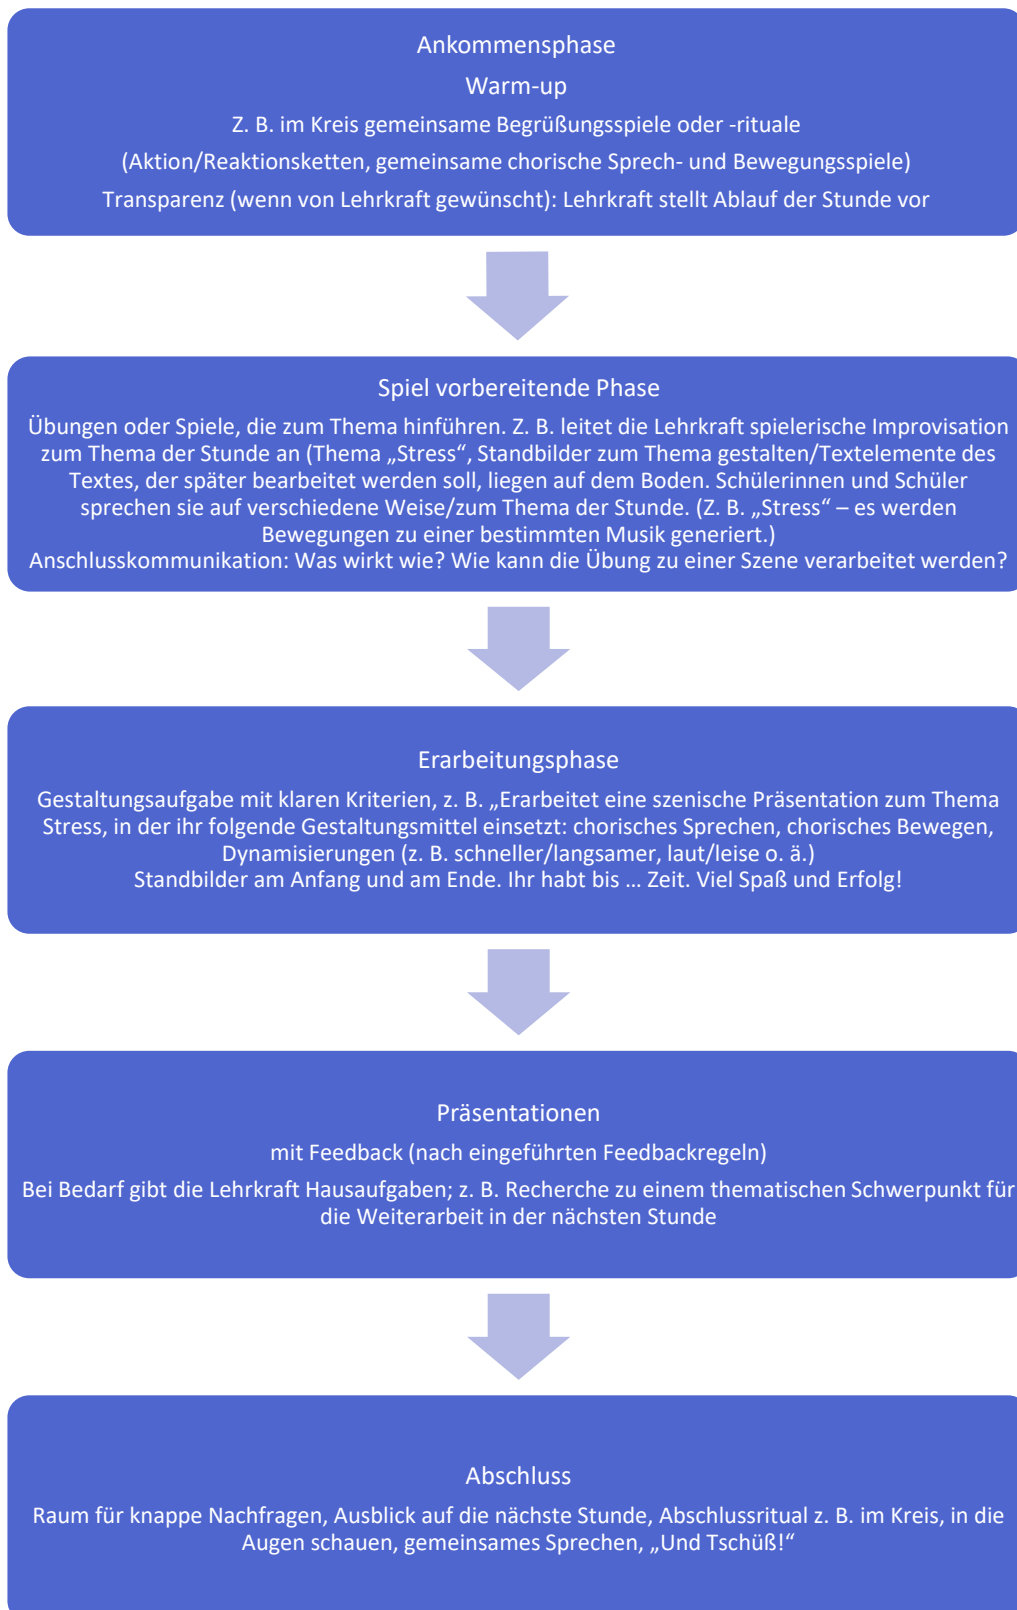 Ankommensphase
Warm-up
Z. B. im Kreis gemeinsame Begrüßungsspiele oder -rituale
(Aktion/Reaktionsketten, gemeinsame chorische Sprech- und Bewegungsspiele)
Transparenz (wenn von Lehrkraft gewünscht): Lehrkraft stellt Ablauf der Stunde vor
Spiel vorbereitende Phase
Übungen oder Spiele, die zum Thema hinführen. Z. B. leitet die Lehrkraft spielerische Improvisation
zum Thema der Stunde an (Thema „Stress“, Standbilder zum Thema gestalten/Textelemente des
Textes, der später bearbeitet werden soll, liegen auf dem Boden. Schülerinnen und Schüler
sprechen sie auf verschiedene Weise/zum Thema der Stunde. (Z. B. „Stress“ – es werden
Bewegungen zu einer bestimmten Musik generiert.)
Anschlusskommunikation: Was wirkt wie? Wie kann die Übung zu einer Szene verarbeitet werden?
Erarbeitungsphase
Gestaltungsaufgabe mit klaren Kriterien, z. B. „Erarbeitet eine szenische Präsentation zum Thema
Stress, in der ihr folgende Gestaltungsmittel einsetzt: chorisches Sprechen, chorisches Bewegen,
Dynamisierungen (z. B. schneller/langsamer, laut/leise o. ä.)
Standbilder am Anfang und am Ende. Ihr habt bis … Zeit. Viel Spaß und Erfolg!
Präsentationen
mit Feedback (nach eingeführten Feedbackregeln)
Bei Bedarf gibt die Lehrkraft Hausaufgaben; z. B. Recherche zu einem thematischen Schwerpunkt für
die Weiterarbeit in der nächsten Stunde
Abschluss
Raum für knappe Nachfragen, Ausblick auf die nächste Stunde, Abschlussritual z. B. im Kreis, in die
Augen schauen, gemeinsames Sprechen, „Und Tschüß!“